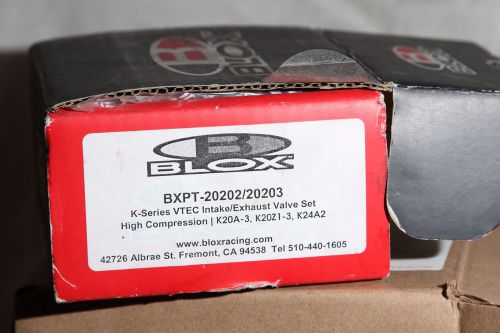 B
BLOX
B
BLOX
BXPT-20202/20203
K-Series VTEC Intake/Exhaust Valve Set
High Compression | K20A-3, K20Z1-3, K24A2
www.bloxracing.com
42726 Albrae St. Fremont, CA 94538 Tel 510-440-1605